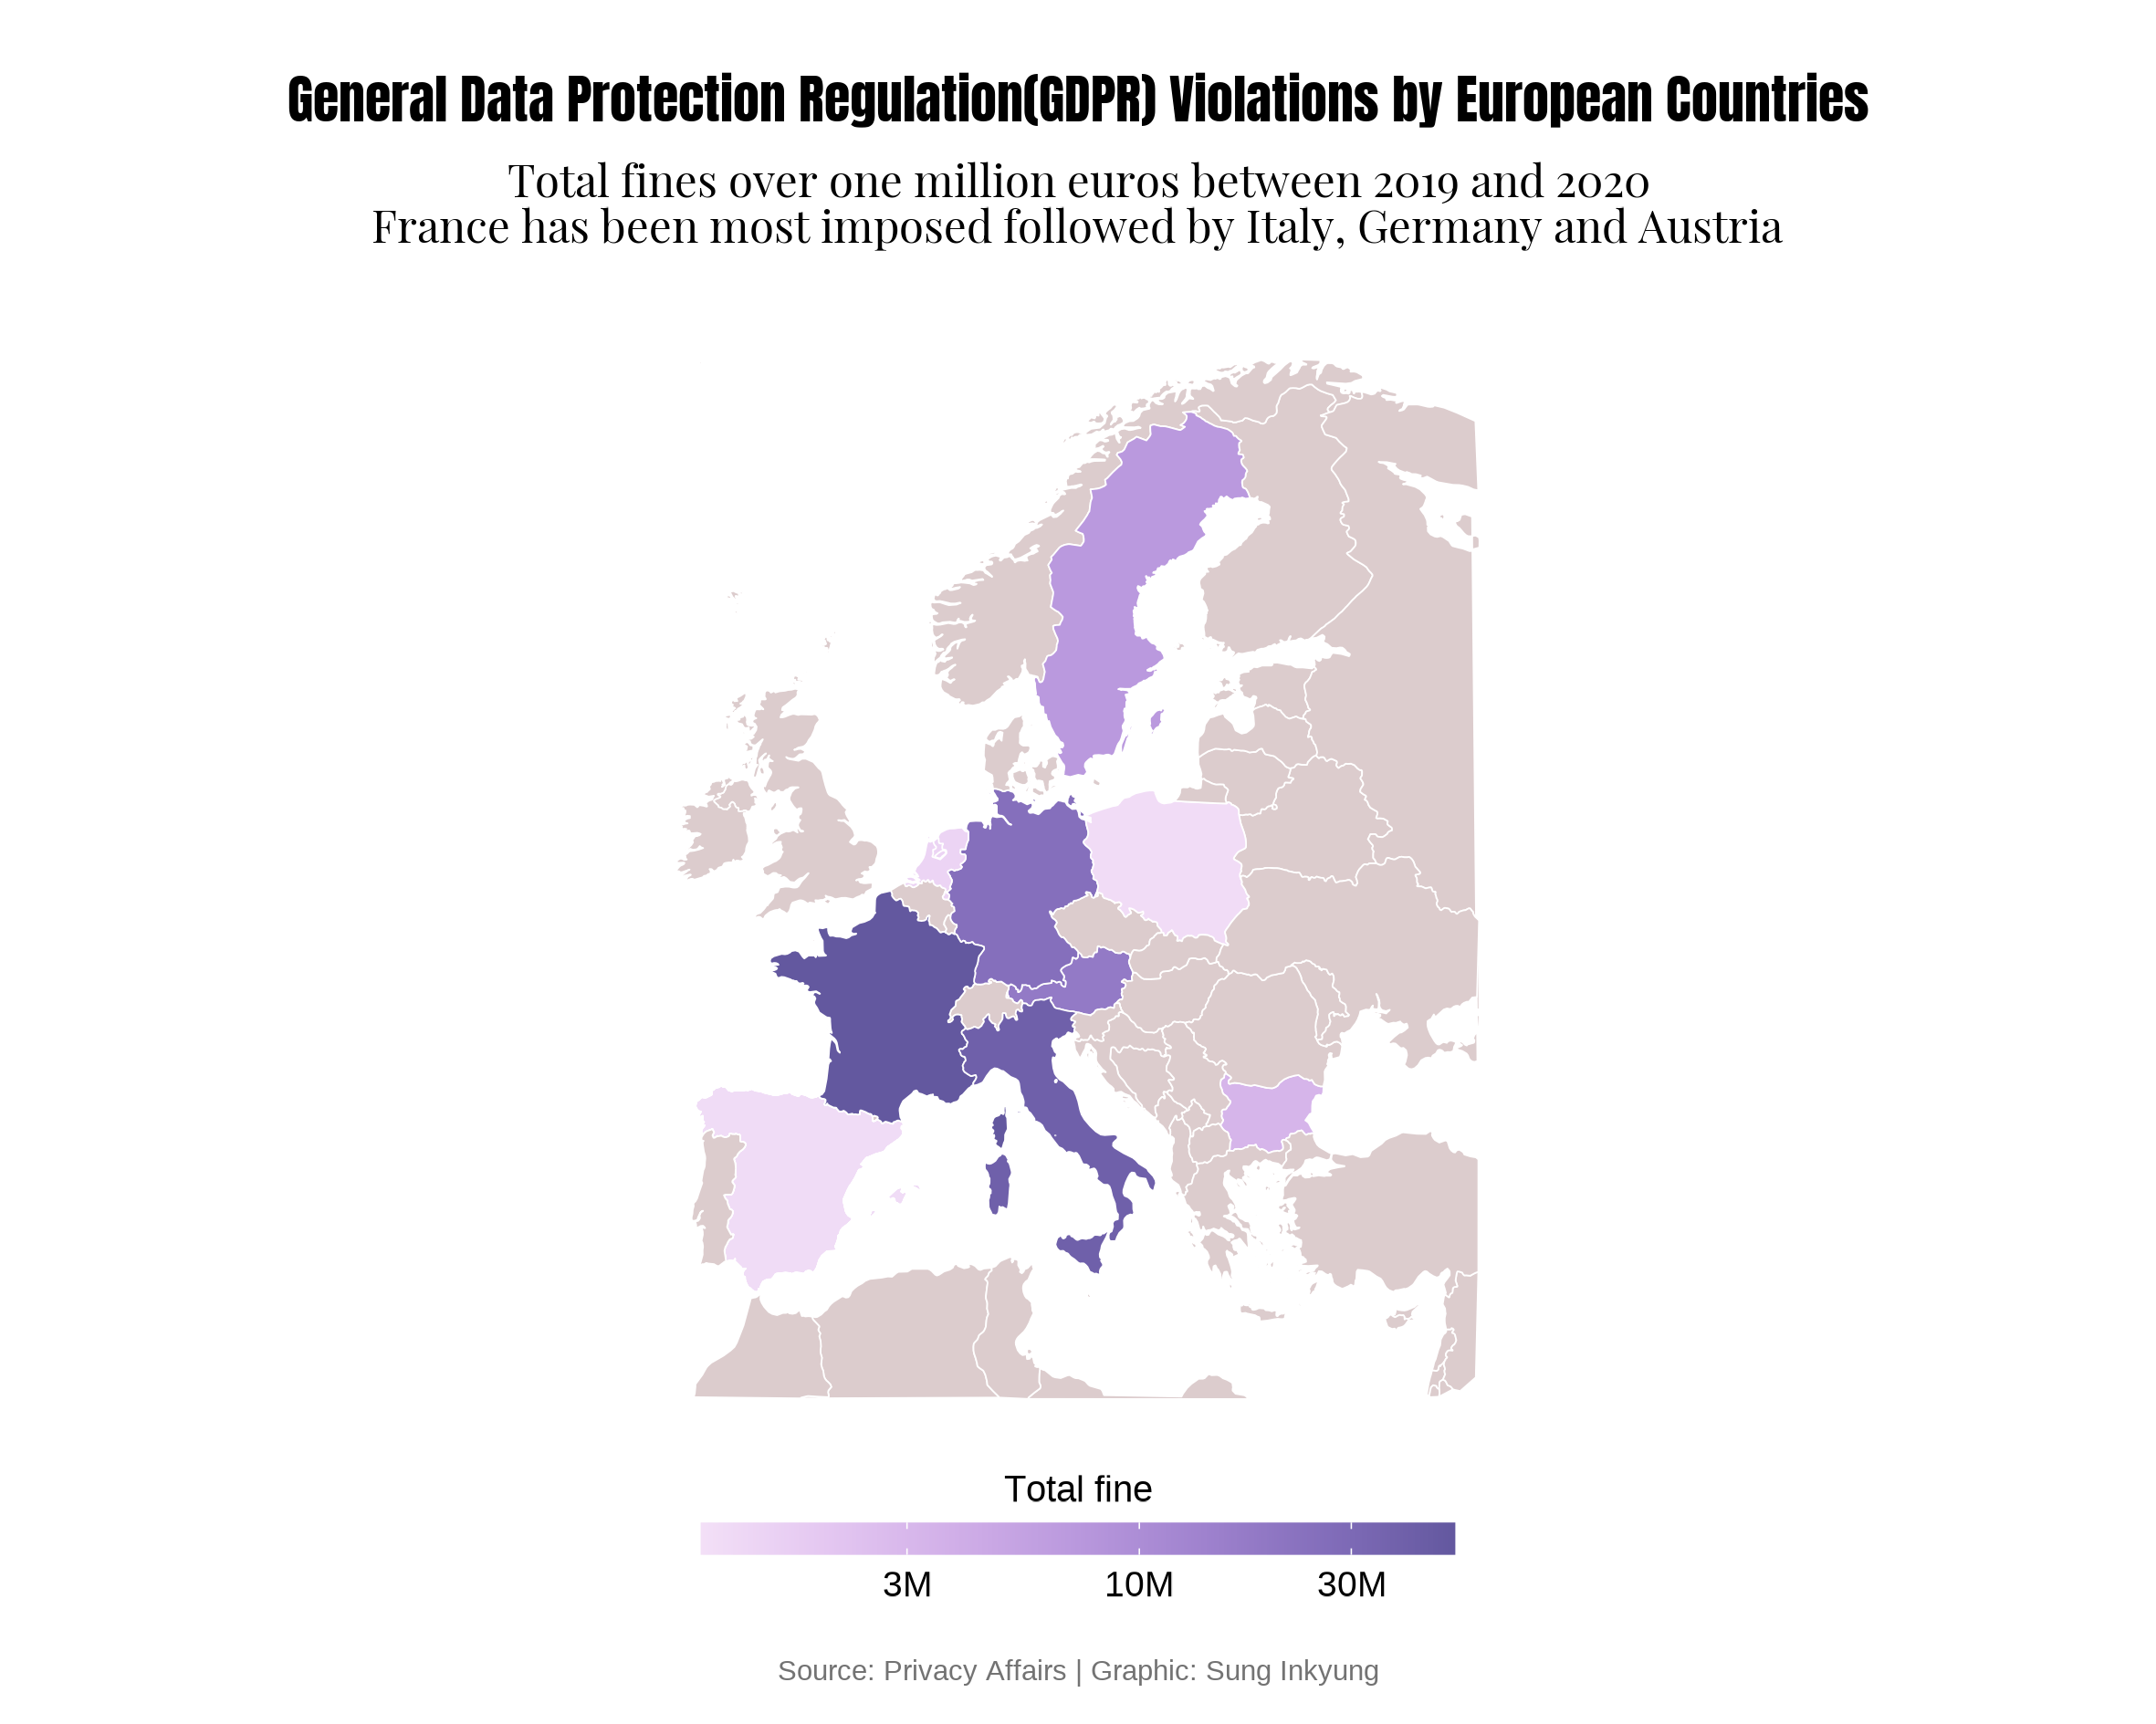 General Data Protection Regulation(GDPR) Violations by European Countries
Total fines over one million euros between 2019 and 2020
France has been most imposed followed by Italy, Germany and Austria
Total fine
3M 10M 30M
Source: Privacy Affairs | Graphic: Sung Inkyung